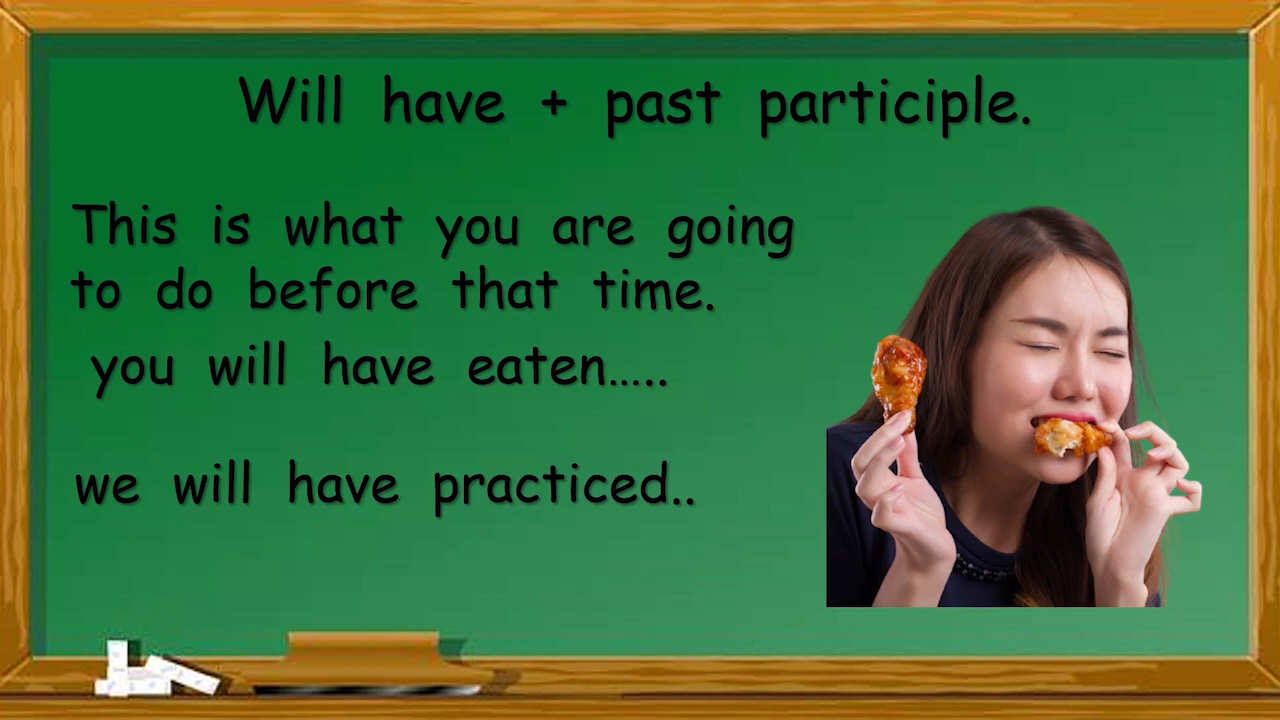 Will have + past participle.
This is what you are going
to do before that time.
you will have eaten…..
we will have practiced..